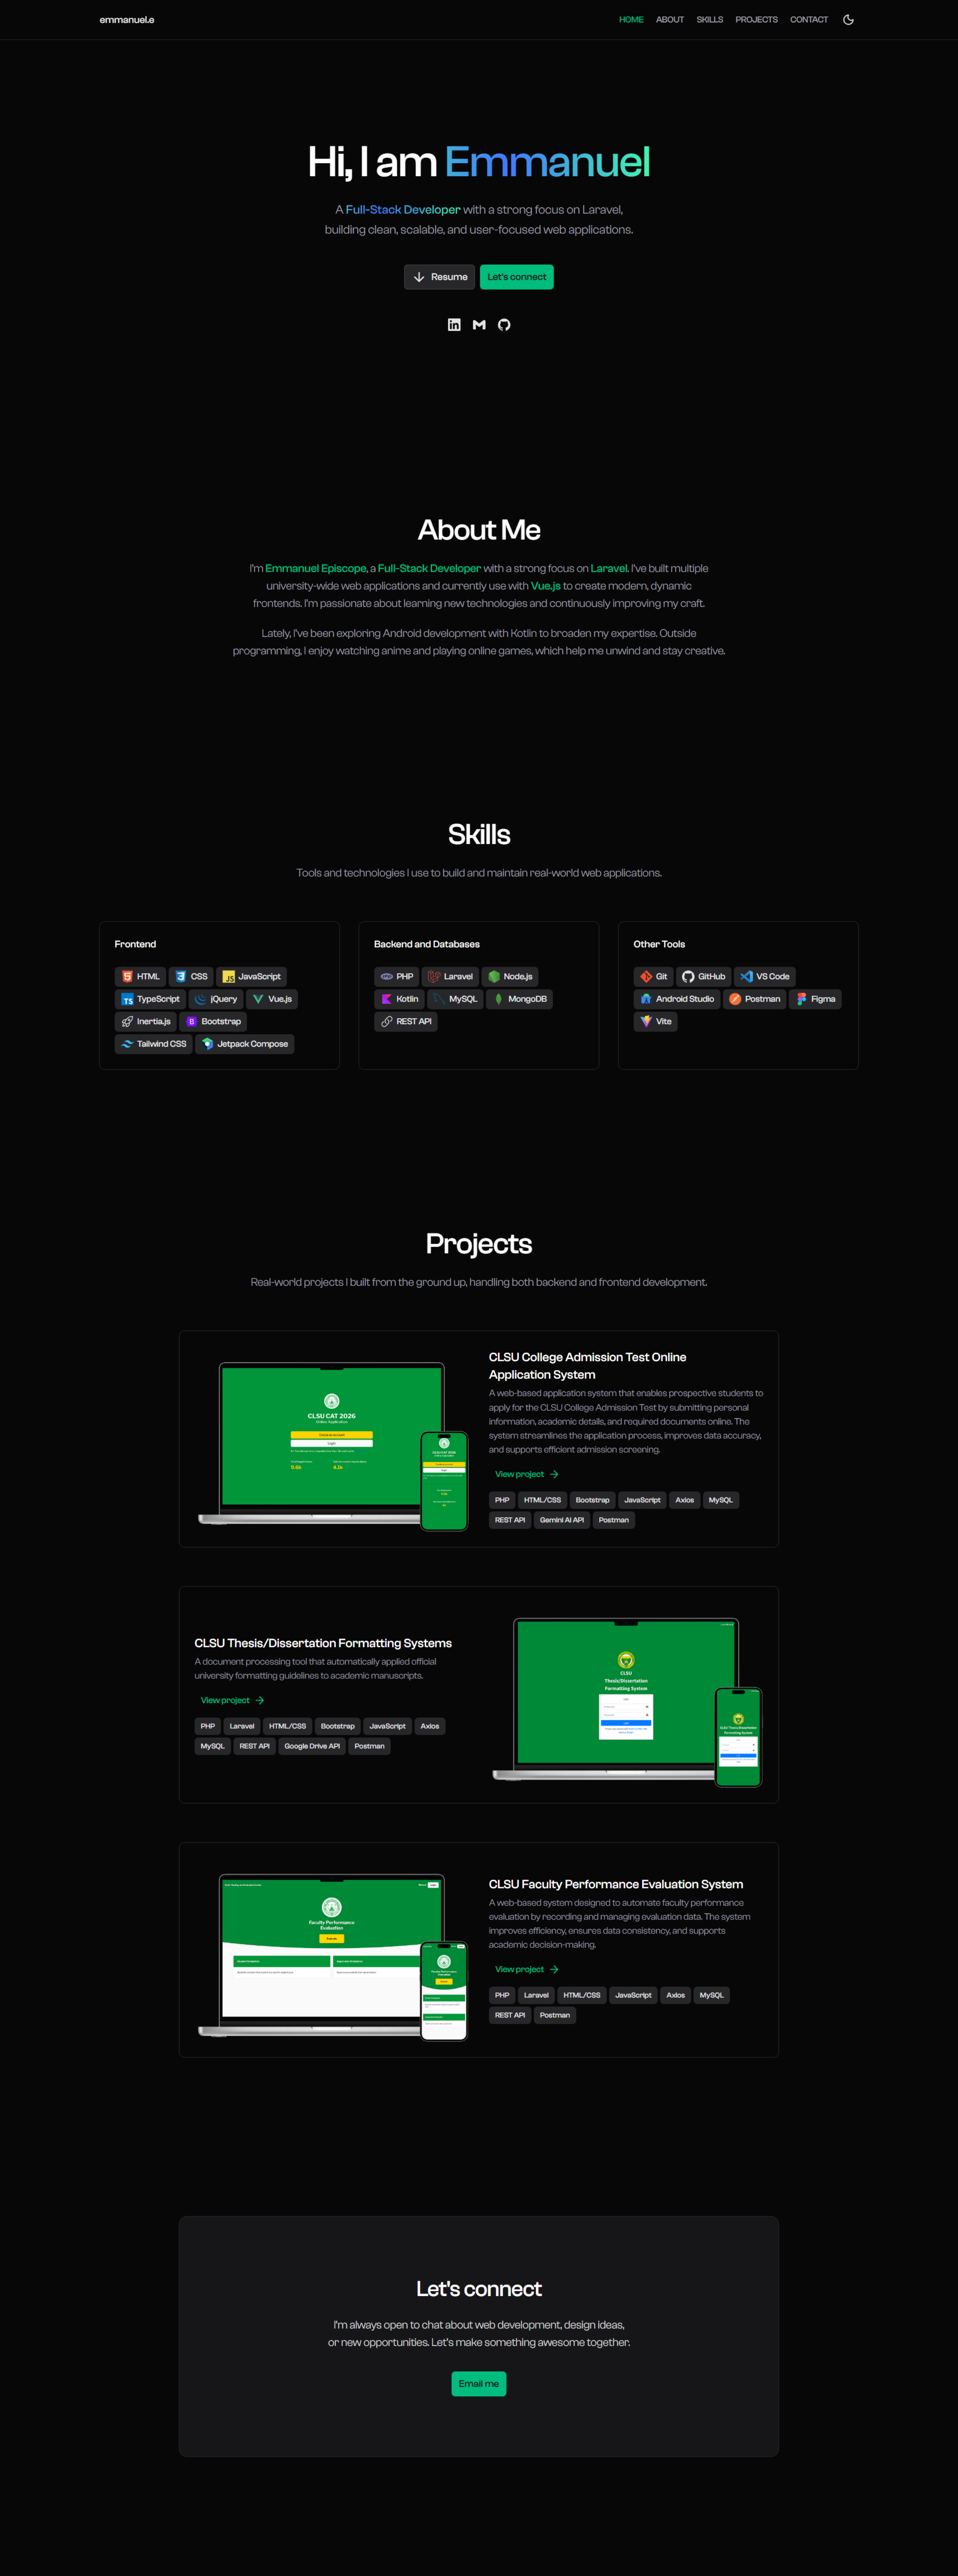 emmanuel.e
HOME ABOUT SKILLS PROJECTS CONTACT
Hi, I am Emmanuel
A Full-Stack Developer with a strong focus on Laravel,
building clean, scalable, and user-focused web applications.
Resume
Let's connect
About Me
I'm Emmanuel Episcope, a Full-Stack Developer with a strong focus on Laravel. I've built multiple
university-wide web applications and currently use with Vue.js to create modern, dynamic
frontends. I'm passionate about learning new technologies and continuously improving my craft.
Lately, I've been exploring Android development with Kotlin to broaden my expertise. Outside
programming, I enjoy watching anime and playing online games, which help me unwind and stay creative.
Skills
Tools and technologies I use to build and maintain real-world web applications.
Frontend
HTML CSS JavaScript
TypeScript jQuery Vue.js
Inertia.js Bootstrap
Tailwind CSS Jetpack Compose
Backend and Databases
PHP Laravel Node.js
Kotlin MySQL MongoDB
REST API
Other Tools
Git GitHub VS Code
Android Studio Postman Figma
Vite
Projects
Real-world projects I built from the ground up, handling both backend and frontend development.
CLSU CAT 2026
Online Application
Create an account
Login
CLSU College Admission Test Online
Application System
A web-based application system that enables prospective students to
apply for the CLSU College Admission Test by submitting personal
information, academic details, and required documents online. The
system streamlines the application process, improves data accuracy,
and supports efficient admission screening.
View project
PHP HTML/CSS Bootstrap JavaScript Axios MySQL
REST API Gemini AI API Postman
CLSU Thesis/Dissertation Formatting Systems
A document processing tool that automatically applied official
university formatting guidelines to academic manuscripts.
View project
PHP Laravel HTML/CSS Bootstrap JavaScript Axios
MySQL REST API Google Drive API Postman
CLSU
Thesis/Dissertation
Formatting System
Faculty Performance
Evaluation
CLSU Faculty Performance Evaluation System
A web-based system designed to automate faculty performance
evaluation by recording and managing evaluation data. The system
improves efficiency, ensures data consistency, and supports
academic decision-making.
View project
PHP Laravel HTML/CSS JavaScript Axios MySQL
REST API Postman
Let's connect
I'm always open to chat about web development, design ideas,
or new opportunities. Let's make something awesome together.
Email me